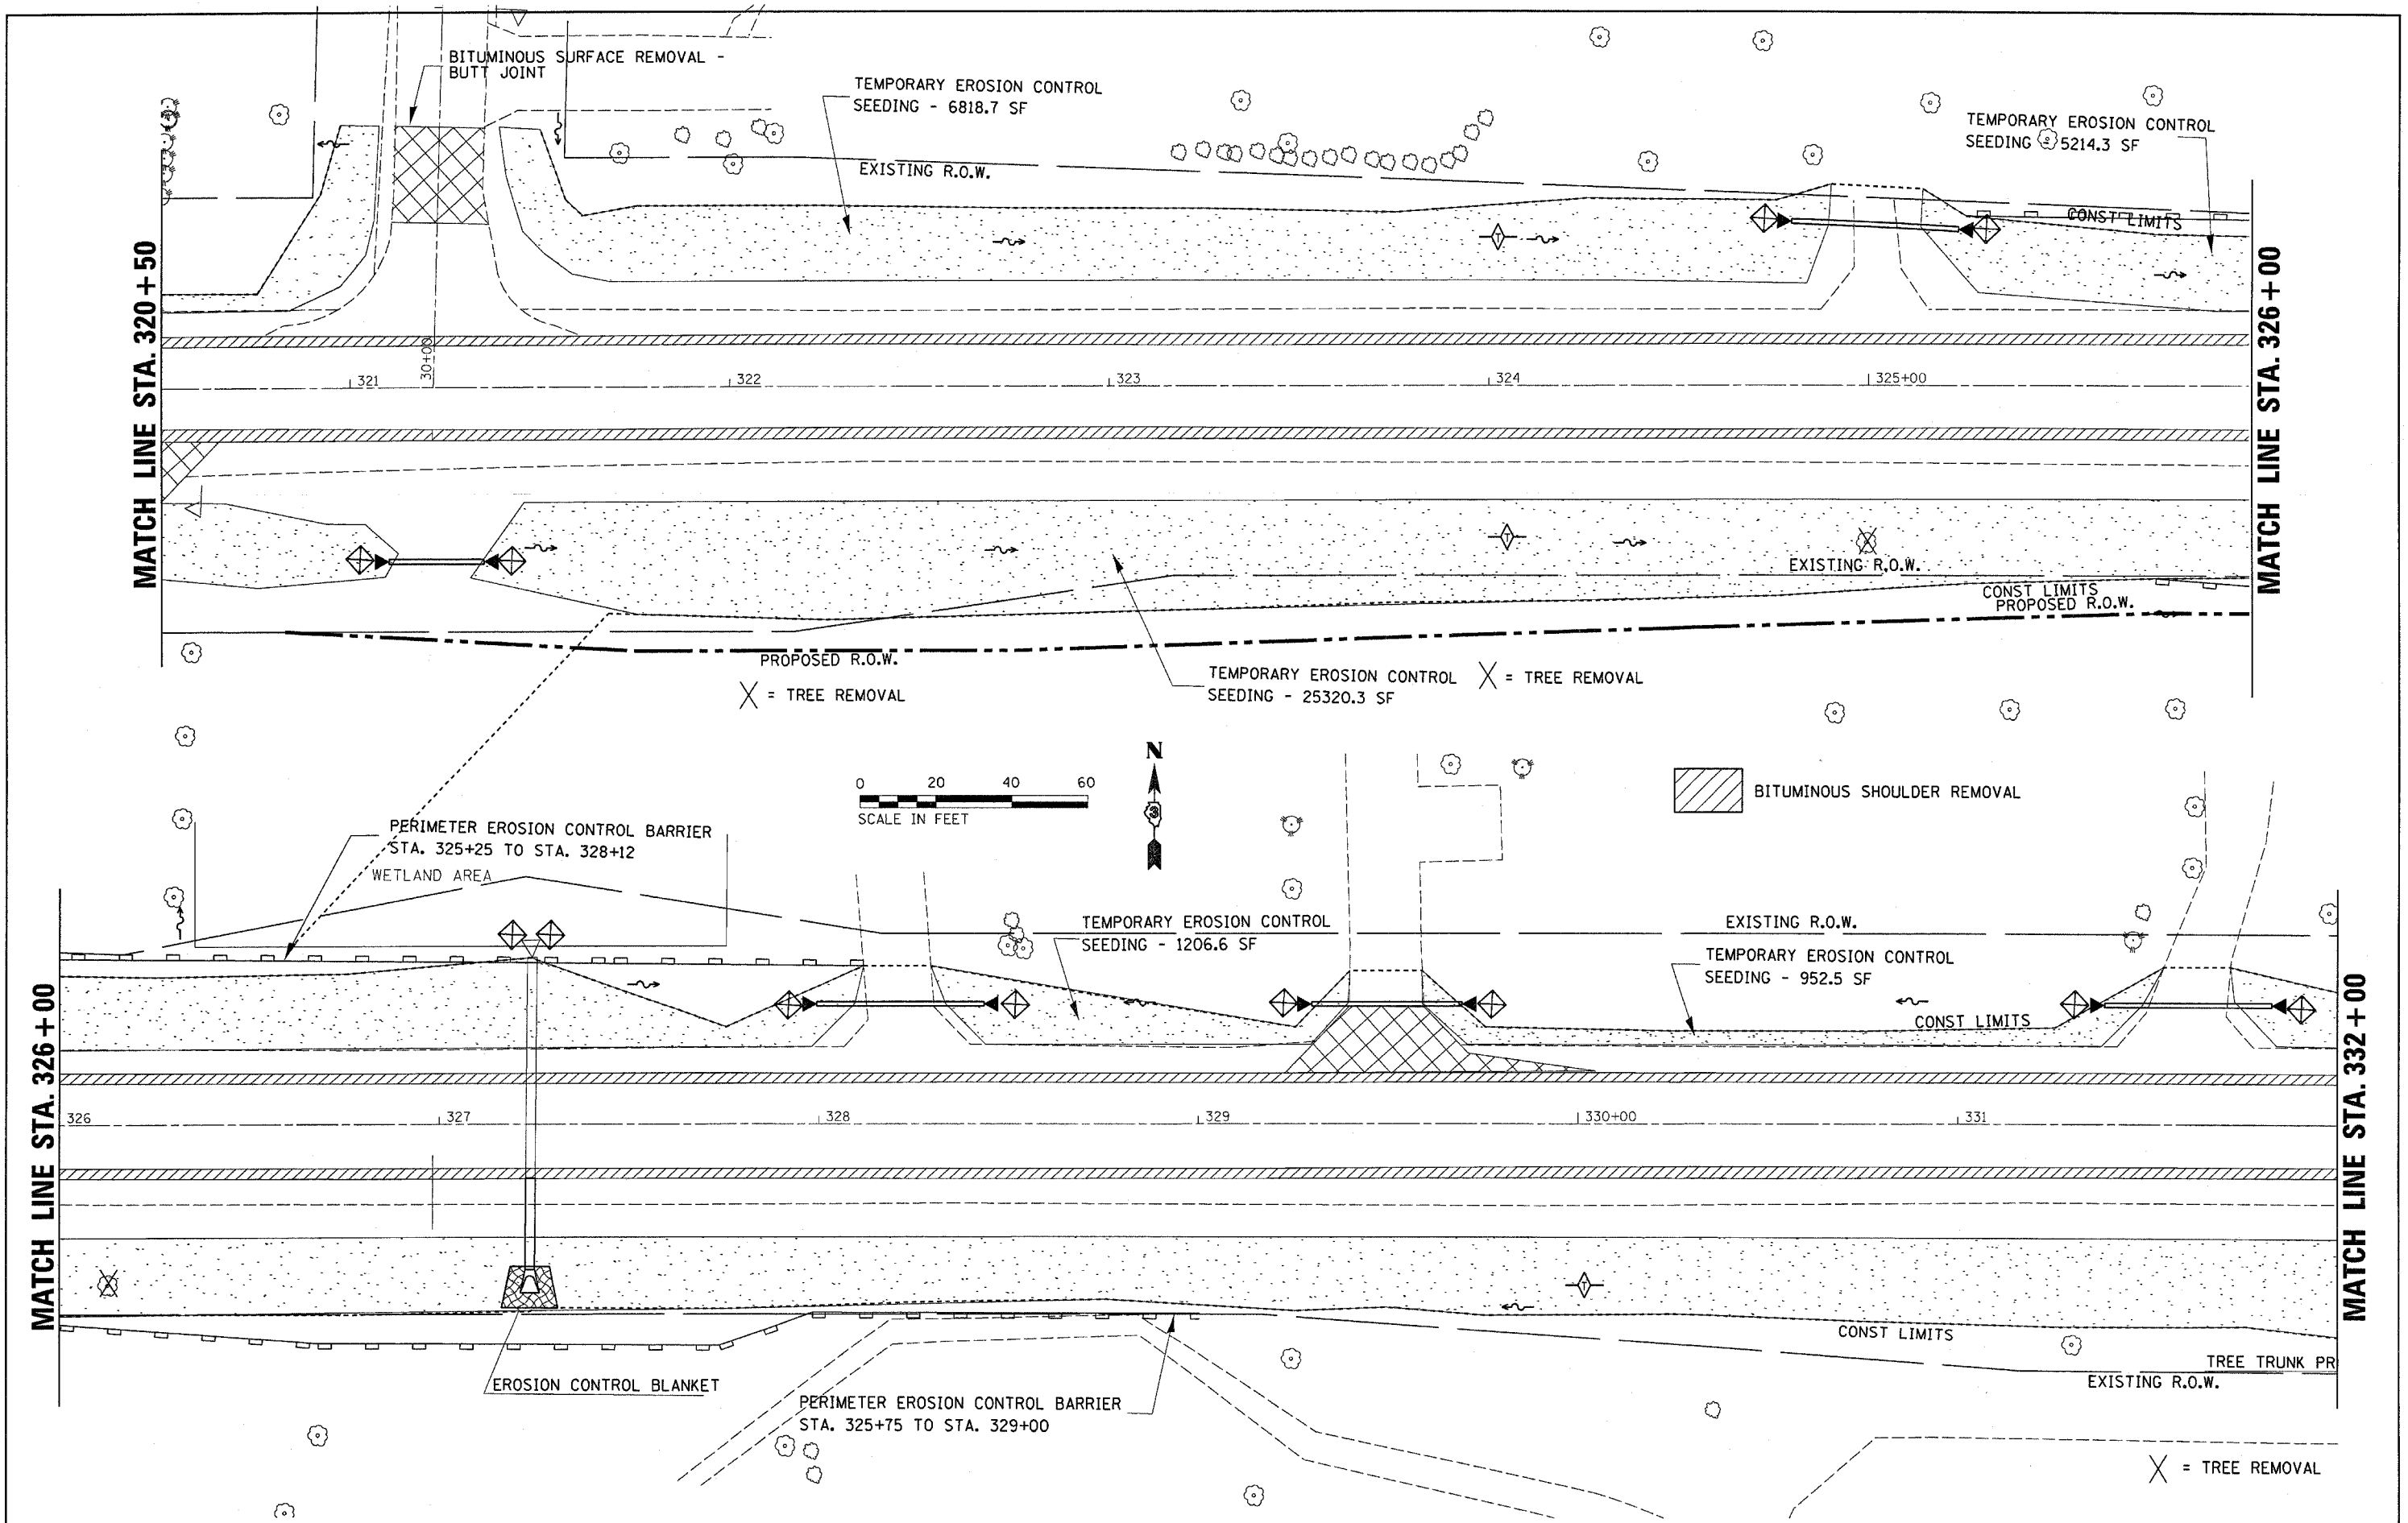 BITUMINOUS SURFACE REMOVAL -
BUTT JOINT
TEMPORARY EROSION CONTROL
SEEDING - 6818.7 SF
TEMPORARY EROSION CONTROL
SEEDING - 5214.3 SF
EXISTING R.O.W.
CONST LIMITS
MATCH LINE STA. 320+50
MATCH LINE STA. 326+00
30+00
321
322
323
324
325+00
T
T
EXISTING R.O.W.
CONST LIMITS
PROPOSED R.O.W.
PROPOSED R.O.W.
X = TREE REMOVAL
TEMPORARY EROSION CONTROL
SEEDING - 25320.3 SF
X = TREE REMOVAL
N
3
0 20 40 60
SCALE IN FEET
BITUMINOUS SHOULDER REMOVAL
PERIMETER EROSION CONTROL BARRIER
STA. 325+25 TO STA. 328+12
WETLAND AREA
TEMPORARY EROSION CONTROL
SEEDING - 1206.6 SF
EXISTING R.O.W.
TEMPORARY EROSION CONTROL
SEEDING - 952.5 SF
CONST LIMITS
MATCH LINE STA. 326+00
MATCH LINE STA. 332+00
326
327
328
329
330+00
331
T
CONST LIMITS
TREE TRUNK PR
EXISTING R.O.W.
EROSION CONTROL BLANKET
PERIMETER EROSION CONTROL BARRIER
STA. 325+75 TO STA. 329+00
X = TREE REMOVAL